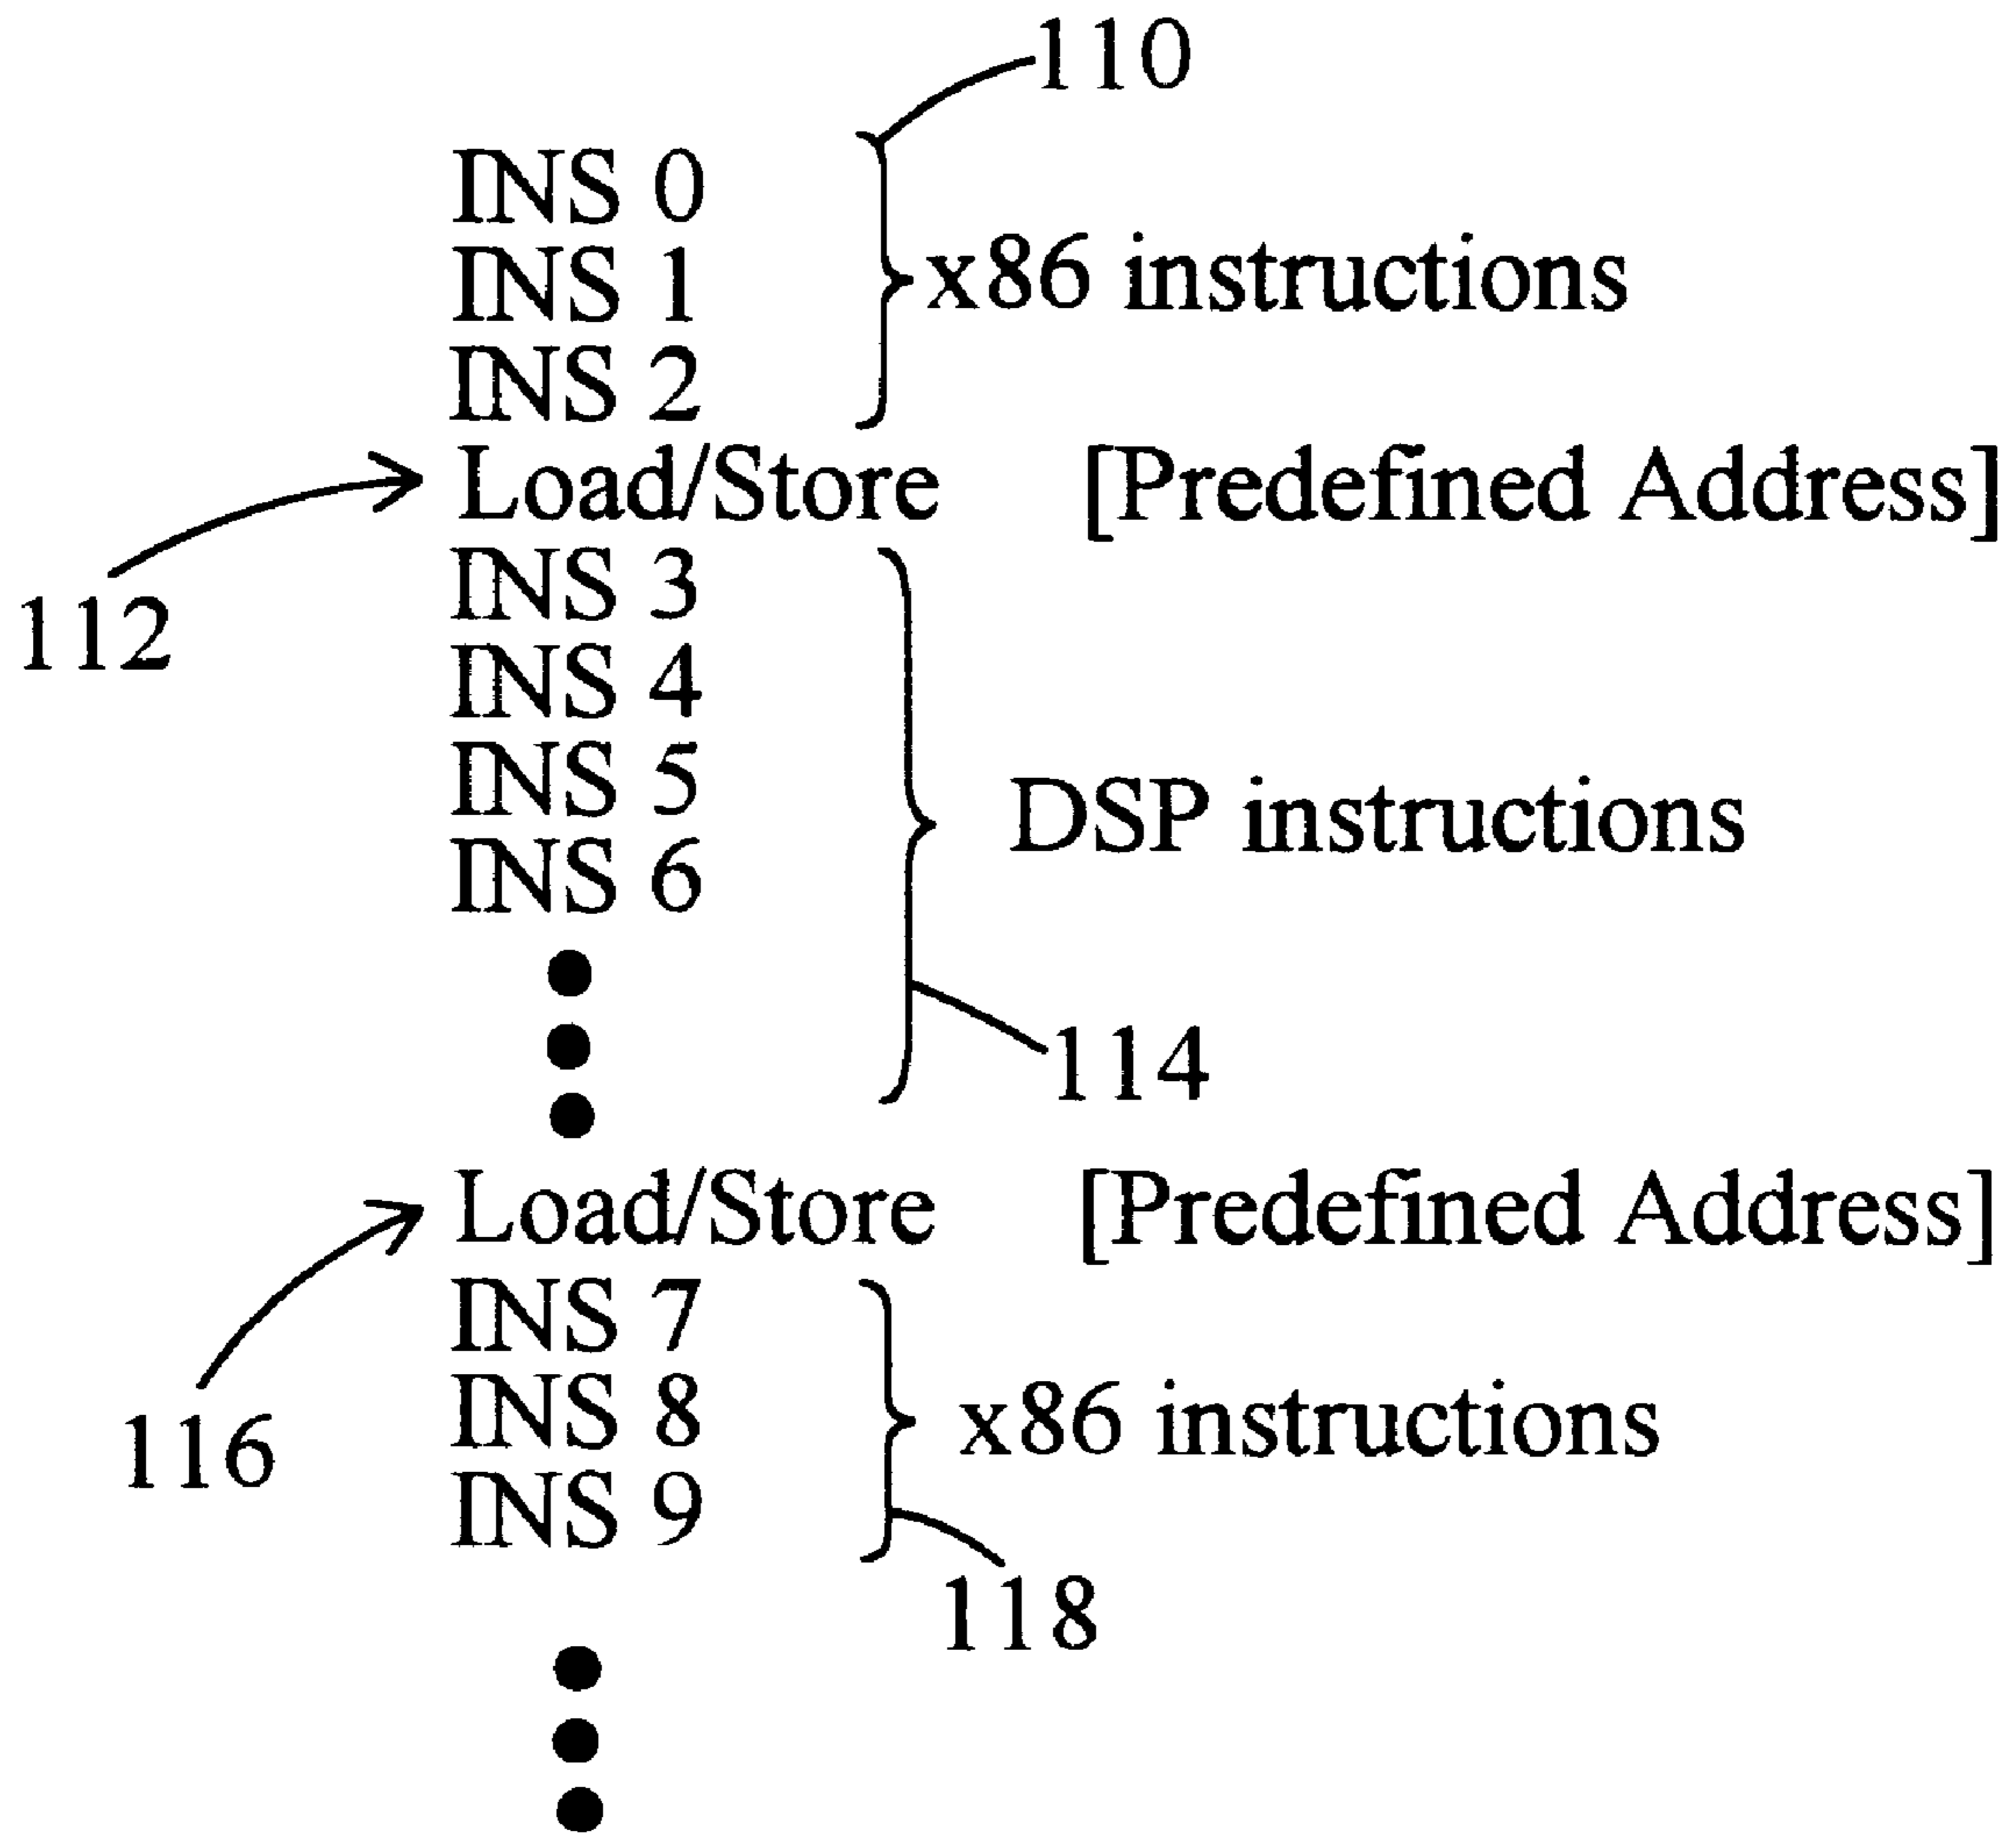 110
INS 0
INS 1 x86 instructions
INS 2
Load/Store [Predefined Address]
INS 3
112
INS 4
INS 5
DSP instructions
INS 6
114
Load/Store [Predefined Address]
INS 7
INS 8 x86 instructions
116
INS 9
118